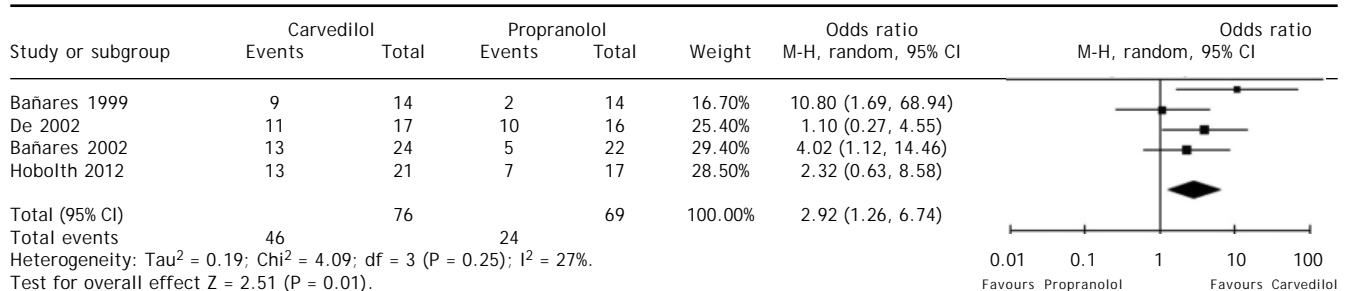 Carvedilol Propranolol Odds ratio Odds ratio
Study or subgroup Events Total Events Total Weight M-H, random, 95% CI M-H, random, 95% CI
Bañares 1999 9 14 2 14 16.70% 10.80 (1.69, 68.94)
De 2002 11 17 10 16 25.40% 1.10 (0.27, 4.55)
Bañares 2002 13 24 5 22 29.40% 4.02 (1.12, 14.46)
Hobolth 2012 13 21 7 17 28.50% 2.32 (0.63, 8.58)
Total (95% CI) 76 69 100.00% 2.92 (1.26, 6.74)
Total events 46 24
Heterogeneity: Tau² = 0.19; Chi² = 4.09; df = 3 (P = 0.25); I² = 27%.
Test for overall effect Z = 2.51 (P = 0.01).
0.01 0.1 1 10 100
Favours Propranolol Favours Carvedilol